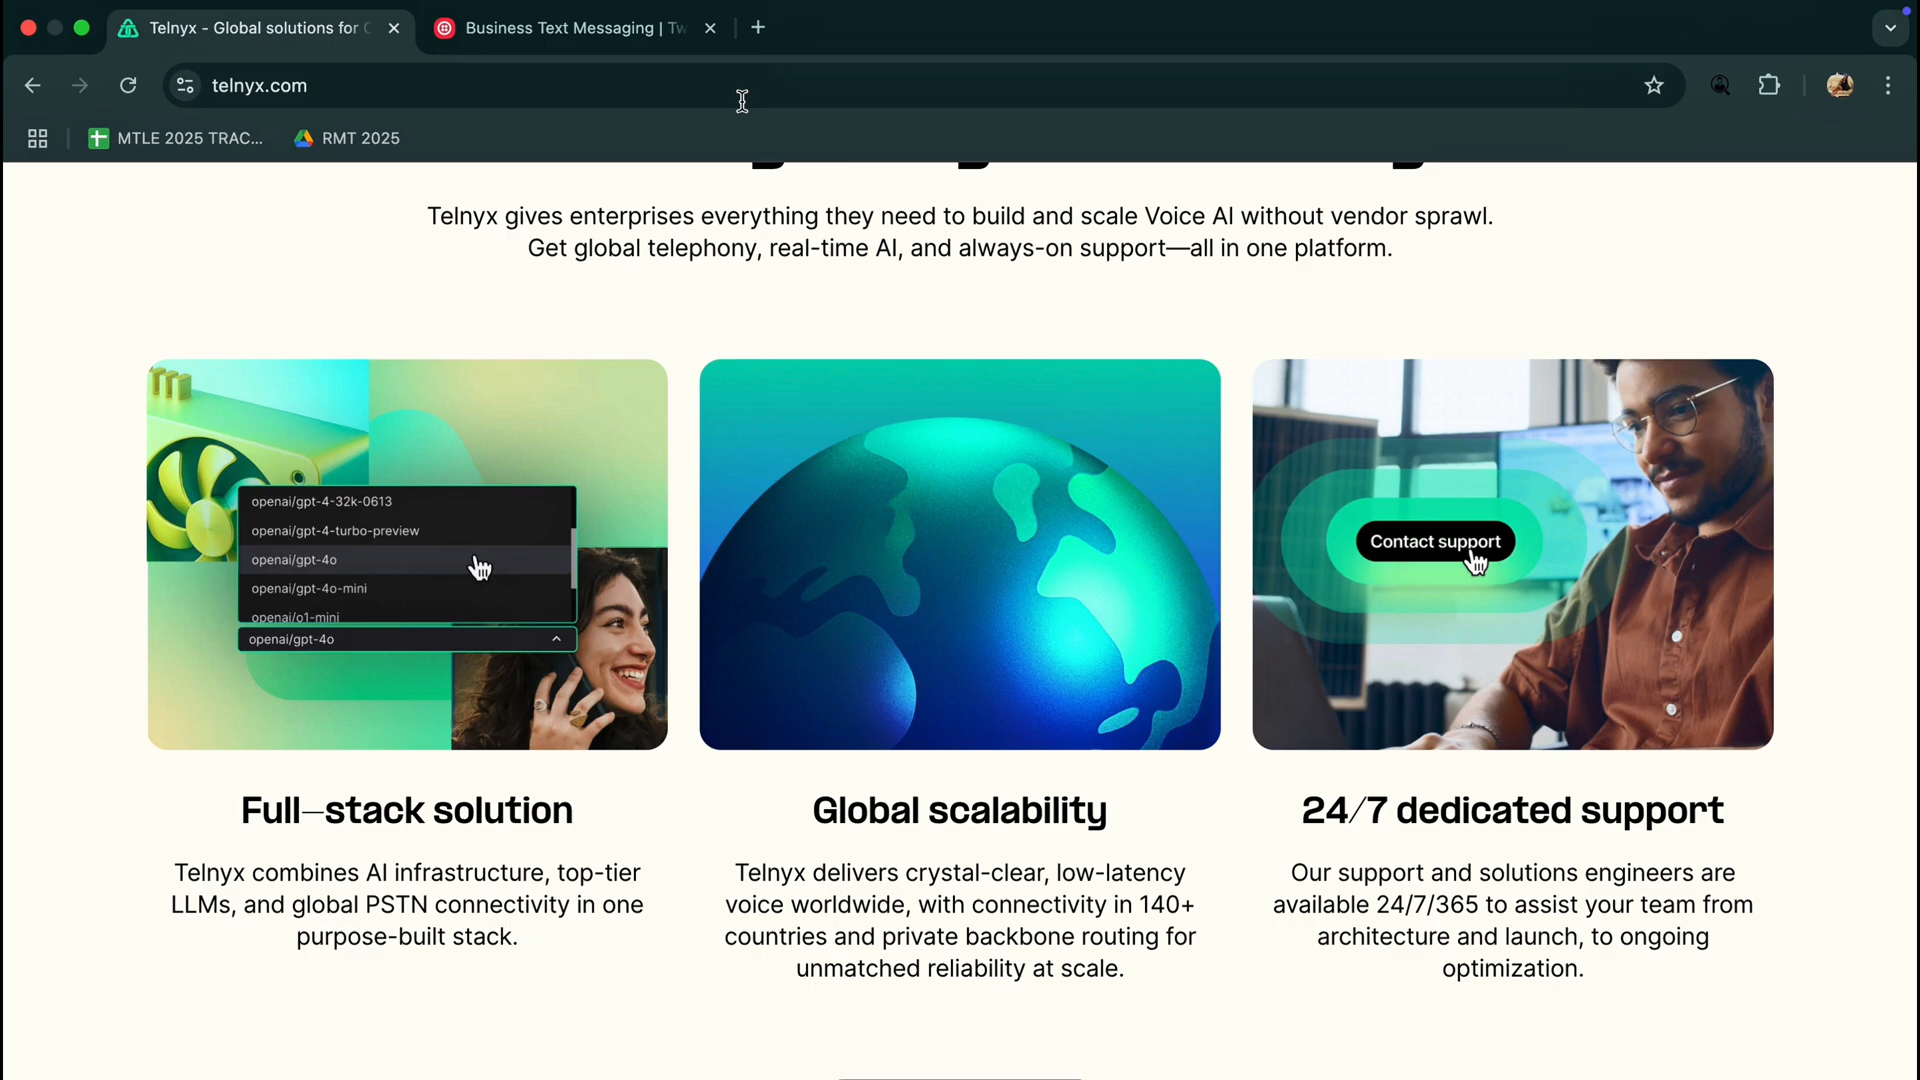 Telnyx - Global solutions for
Business Text Messaging | Tw
telnyx.com
MTLE 2025 TRAC...
RMT 2025
Telnyx gives enterprises everything they need to build and scale Voice AI without vendor sprawl.
Get global telephony, real-time AI, and always-on support—all in one platform.
openai/gpt-4-32k-0613
openai/gpt-4-turbo-preview
openai/gpt-4o
openai/gpt-4o-mini
openai/o1-mini
openai/gpt-4o
Contact support
Full-stack solution
Global scalability
24/7 dedicated support
Telnyx combines AI infrastructure, top-tier
LLMs, and global PSTN connectivity in one
purpose-built stack.
Telnyx delivers crystal-clear, low-latency
voice worldwide, with connectivity in 140+
countries and private backbone routing for
unmatched reliability at scale.
Our support and solutions engineers are
available 24/7/365 to assist your team from
architecture and launch, to ongoing
optimization.